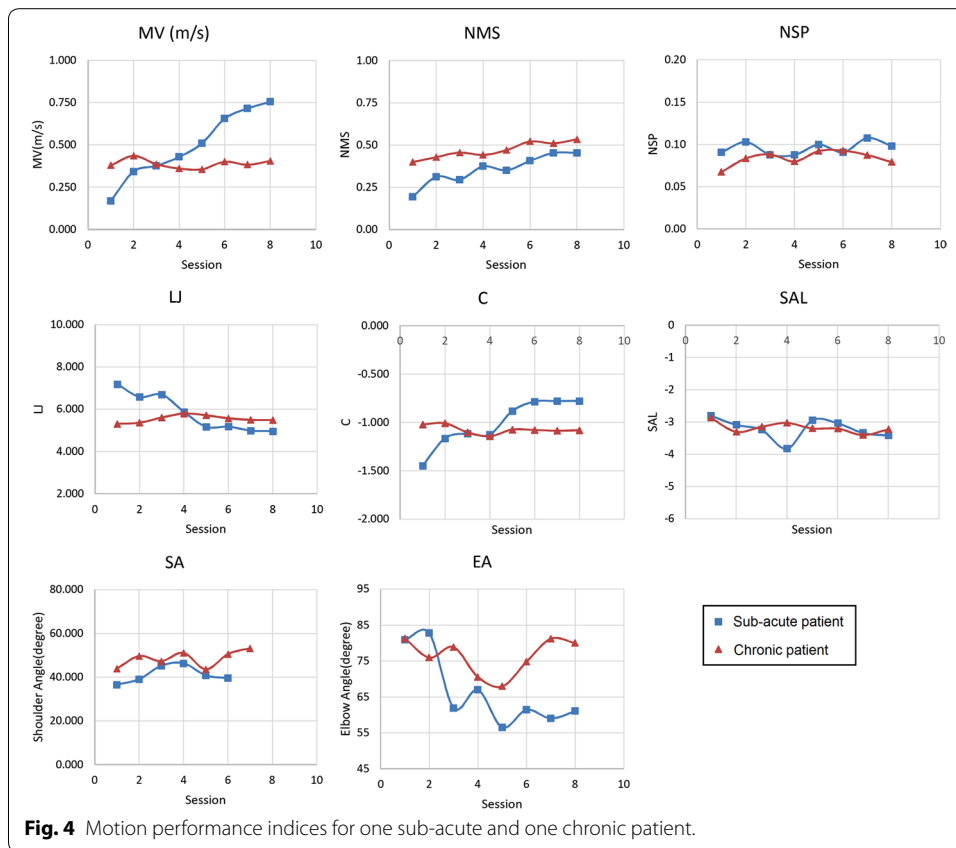 MV (m/s)
NMS
NSP
1.000
0.750
0.500
0.250
0.000
MV(m/s)
0 2 4 6 8 10
Session
1.00
0.75
0.50
0.25
0.00
NMS
0 2 4 6 8 10
Session
0.20
0.15
0.10
0.05
0.00
NSP
0 2 4 6 8 10
Session
LJ
C
SAL
10.000
8.000
6.000
4.000
2.000
LJ
0 2 4 6 8 10
Session
0.000
-0.500
-1.000
-1.500
-2.000
C
0 2 4 6 8 10
Session
0
-1
-2
-3
-4
-5
-6
SAL
0 2 4 6 8 10
Session
SA
EA
80.000
60.000
40.000
20.000
0.000
Shoulder Angle(degree)
0 2 4 6 8 10
Session
95
85
75
65
55
45
Elbow Angle(degree)
0 2 4 6 8 10
Session
Sub-acute patient
Chronic patient
Fig. 4 Motion performance indices for one sub-acute and one chronic patient.